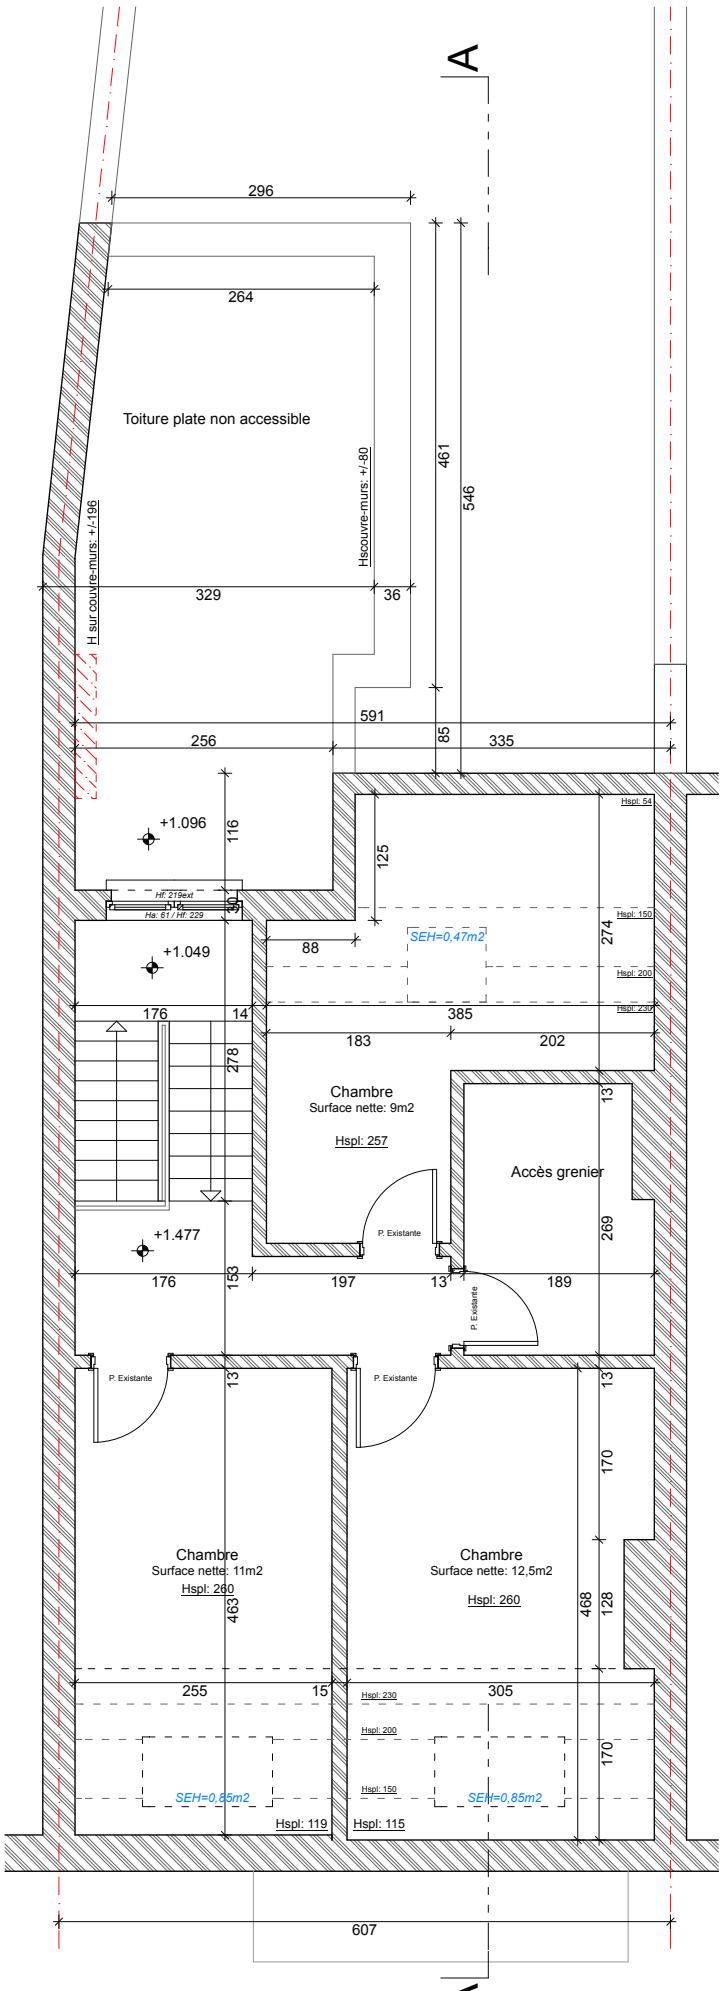 A
296
264
Toiture plate non accessible
461
546
Hscouvre-murs: +/-80
H sur couvre-murs: +/-196
329
36
591
256
335
85
+1.096
116
125
Hspl: 54
Hf: 219ext
Ha: 61 / Hf: 229
30
88
SEH=0,47m2
Hspl: 150
274
+1.049
Hspl: 200
Hspl: 230
176
14
385
278
183
202
Chambre
Surface nette: 9m2
Hspl: 257
13
Accès grenier
P. Existante
+1.477
269
176
153
197
13
189
P. Existante
P. Existante
13
P. Existante
13
170
Chambre
Surface nette: 11m2
Hspl: 260
463
Chambre
Surface nette: 12,5m2
Hspl: 260
468
128
255
15
Hspl: 230
305
Hspl: 200
170
SEH=0,85m2
Hspl: 150
SEH=0,85m2
Hspl: 119
Hspl: 115
607